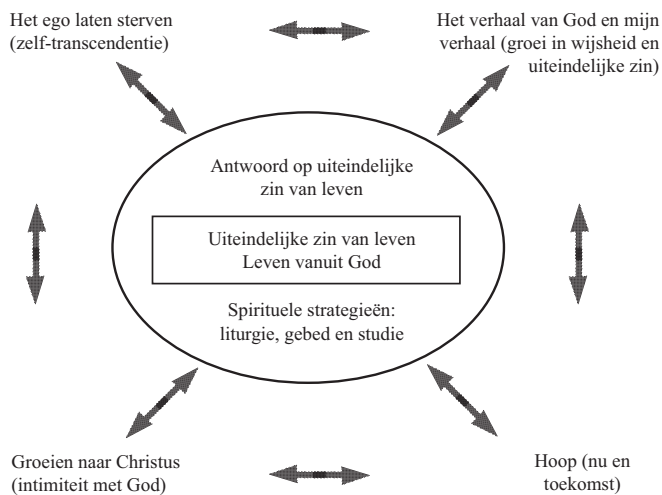 Het ego laten sterven
(zelf-transcendentie)
Het verhaal van God en mijn
verhaal (groei in wijsheid en
uiteindelijke zin)
Antwoord op uiteindelijke
zin van leven
Uiteindelijke zin van leven
Leven vanuit God
Spirituele strategieën:
liturgie, gebed en studie
Groeien naar Christus
(intimiteit met God)
Hoop (nu en
toekomst)